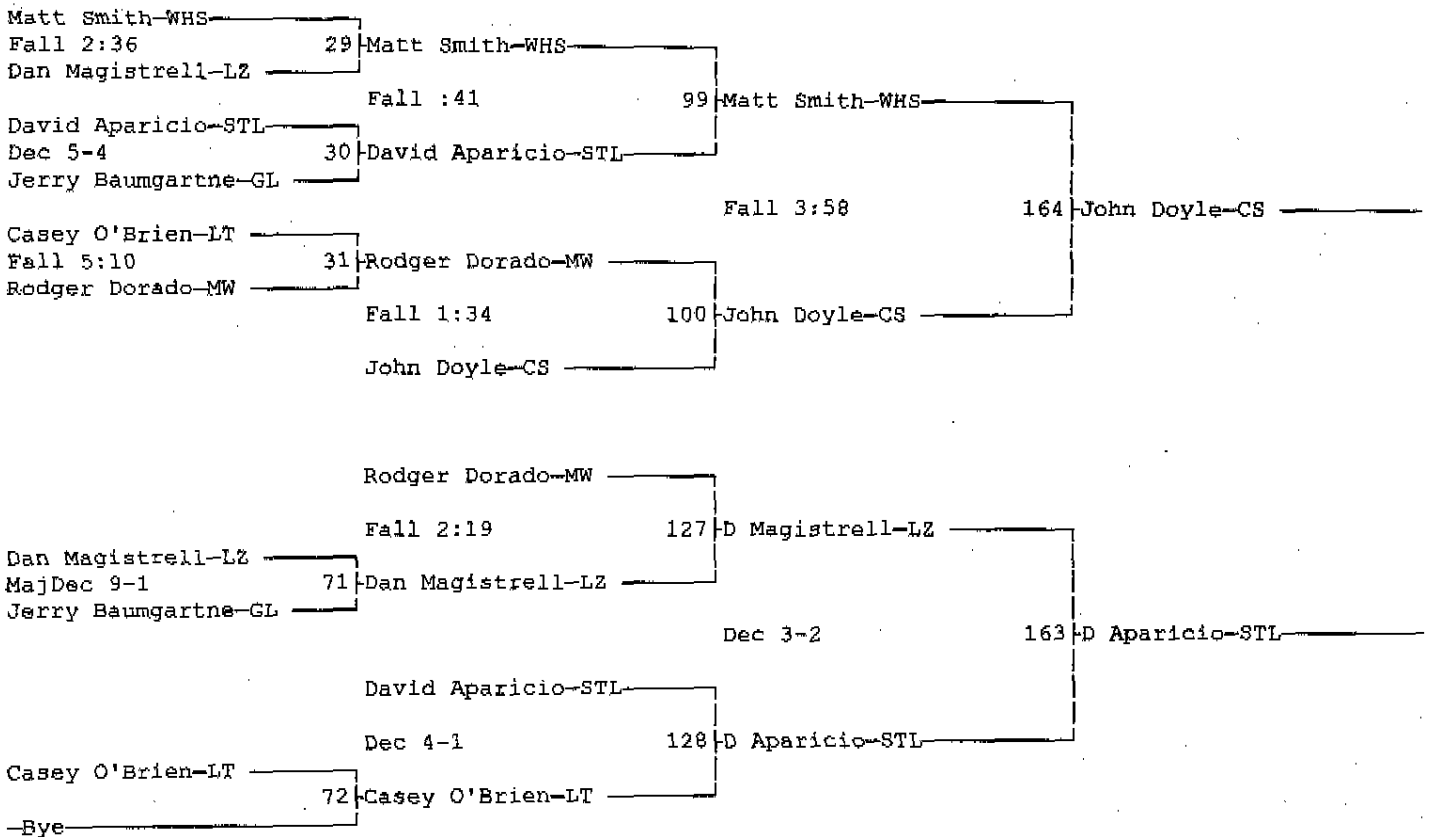 Matt Smith-WHS
Fall 2:36 29 Matt Smith-WHS
Dan Magistrell-LZ
Fall :41 99 Matt Smith-WHS
David Aparicio-STL
Dec 5-4 30 David Aparicio-STL
Jerry Baumgartne-GL
Fall 3:58 164 John Doyle-CS
Casey O'Brien-LT
Fall 5:10 31 Rodger Dorado-MW
Rodger Dorado-MW
Fall 1:34 100 John Doyle-CS
John Doyle-CS
Rodger Dorado-MW
Fall 2:19 127 D Magistrell-LZ
Dan Magistrell-LZ
MajDec 9-1 71 Dan Magistrell-LZ
Jerry Baumgartne-GL
Dec 3-2 163 D Aparicio-STL
David Aparicio-STL
Dec 4-1 128 D Aparicio-STL
Casey O'Brien-LT
72 Casey O'Brien-LT
-Bye